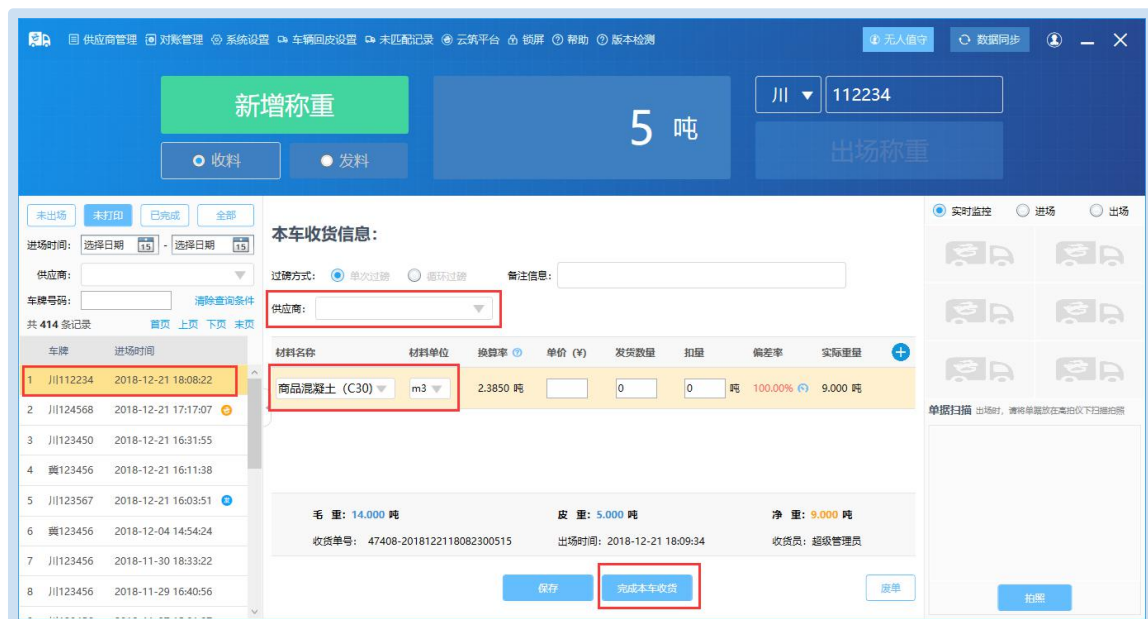 供应商管理 对账管理 系统设置 车辆回皮设置 未匹配记录 云筑平台 锁屏 帮助 版本检测 无人值守 数据同步
新增称重
5 吨
川 112234
收料 发料
出场称重
未出场 未打印 已完成 全部
进场时间: 选择日期 15 - 选择日期 15
供应商:
车牌号码: 清除查询条件
共 414 条记录 首页 上页 下页 末页
车牌 进场时间
1 川112234 2018-12-21 18:08:22
2 川124568 2018-12-21 17:17:07
3 川123450 2018-12-21 16:31:55
4 冀123456 2018-12-21 16:11:38
5 川123567 2018-12-21 16:03:51
6 冀123456 2018-12-04 14:54:24
7 川123456 2018-11-30 18:33:22
8 川123456 2018-11-29 16:40:56
本车收货信息:
过磅方式: 单次过磅 循环过磅 备注信息:
供应商:
材料名称 材料单位 换算率 单价 (¥) 发货数量 扣量 偏差率 实际重量
商品混凝土 (C30) m3 2.3850 吨 0 0 吨 100.00% 9.000 吨
毛 重: 14.000 吨 皮 重: 5.000 吨 净 重: 9.000 吨
收货单号: 47408-2018122118082300515 出场时间: 2018-12-21 18:09:34 收货员: 超级管理员
保存 完成本车收货 废单
实时监控 进场 出场
单据扫描 出场时, 请将单据放在高拍仪下扫描拍照
拍照